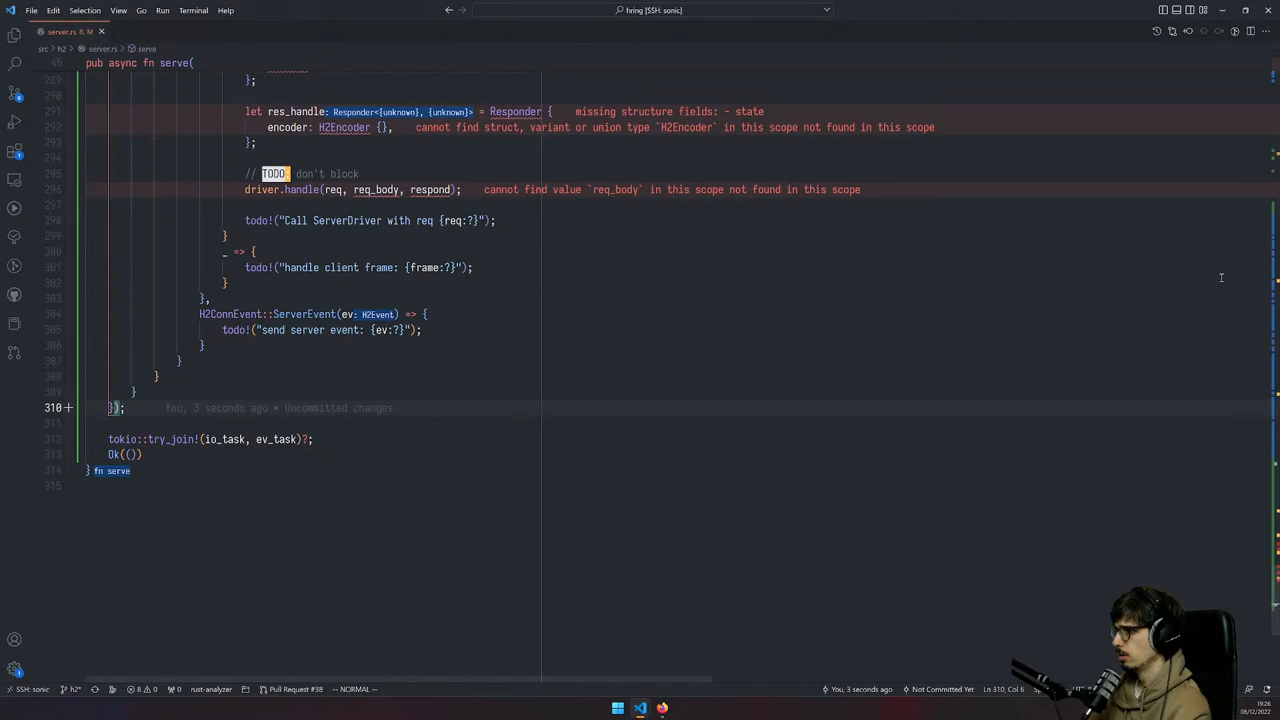 File Edit Selection View Go Run Terminal Help
hring [SSH: sonic]
server.rs 8, M
src > h2 > server.rs > serve
45 pub async fn serve(
289 };
290
291 let res_handle: Responder<{unknown}, {unknown}> = Responder { missing structure fields: - state
292 encoder: H2Encoder {}, cannot find struct, variant or union type `H2Encoder` in this scope not found in this scope
293 };
294
295 // TODO: don't block
296 driver.handle(req, req_body, respond); cannot find value `req_body` in this scope not found in this scope
297
298 todo!("Call ServerDriver with req {req:?}");
299 }
300 _ => {
301 todo!("handle client frame: {frame:?}");
302 }
303 },
304 H2ConnEvent::ServerEvent(ev: H2Event) => {
305 todo!("send server event: {ev:?}");
306 }
307 }
308 }
309 }
310 }); You, 3 seconds ago • Uncommitted changes
311
312 tokio::try_join!(io_task, ev_task)?;
313 Ok(())
314 } fn serve
315
SSH: sonic h2* 8 0 0 rust-analyzer Pull Request #38 -- NORMAL -- You, 3 seconds ago Not Committed Yet Ln 310, Col 6
19:26
08/12/2022